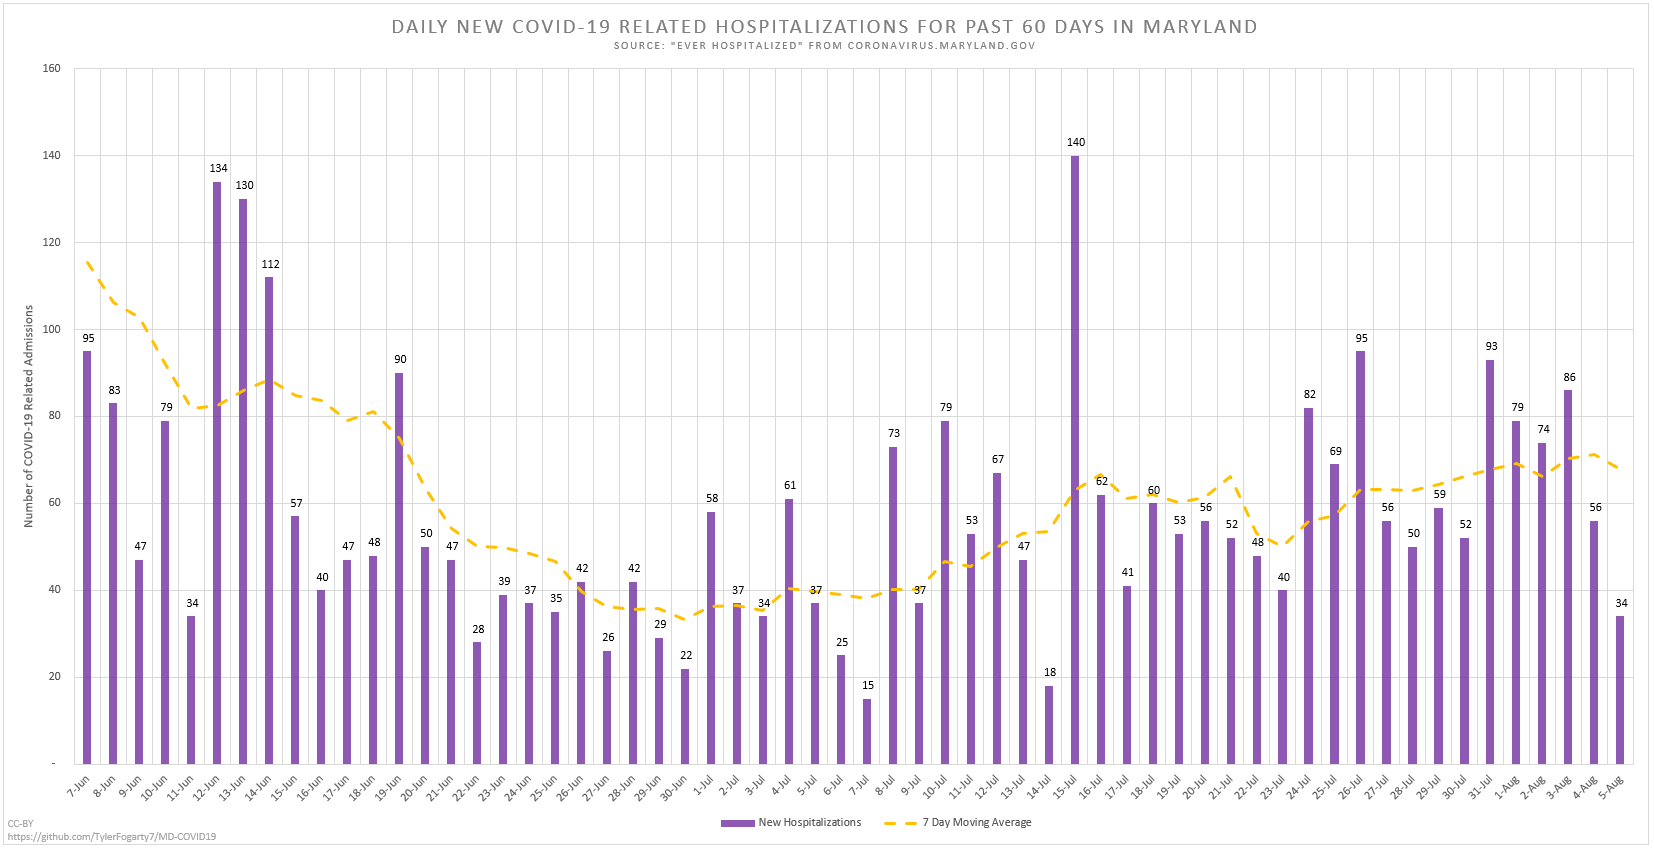 DAILY NEW COVID-19 RELATED HOSPITALIZATIONS FOR PAST 60 DAYS IN MARYLAND
SOURCE: "EVER HOSPITALIZED" FROM CORONAVIRUS.MARYLAND.GOV
Number of COVID-19 Related Admissions
160
140
120
100
80
60
40
20
-
95
83
47
79
34
134
130
112
57
40
47
48
90
50
47
28
39
37
35
42
26
42
29
22
58
37
34
61
37
25
15
73
37
79
53
67
47
18
140
62
41
60
53
56
52
48
40
82
69
95
56
50
59
52
93
79
74
86
56
34
7-Jun
8-Jun
9-Jun
10-Jun
11-Jun
12-Jun
13-Jun
14-Jun
15-Jun
16-Jun
17-Jun
18-Jun
19-Jun
20-Jun
21-Jun
22-Jun
23-Jun
24-Jun
25-Jun
26-Jun
27-Jun
28-Jun
29-Jun
30-Jun
1-Jul
2-Jul
3-Jul
4-Jul
5-Jul
6-Jul
7-Jul
8-Jul
9-Jul
10-Jul
11-Jul
12-Jul
13-Jul
14-Jul
15-Jul
16-Jul
17-Jul
18-Jul
19-Jul
20-Jul
21-Jul
22-Jul
23-Jul
24-Jul
25-Jul
26-Jul
27-Jul
28-Jul
29-Jul
30-Jul
31-Jul
1-Aug
2-Aug
3-Aug
4-Aug
5-Aug
New Hospitalizations
7 Day Moving Average
CC-BY
https://github.com/TylerFogarty7/MD-COVID19